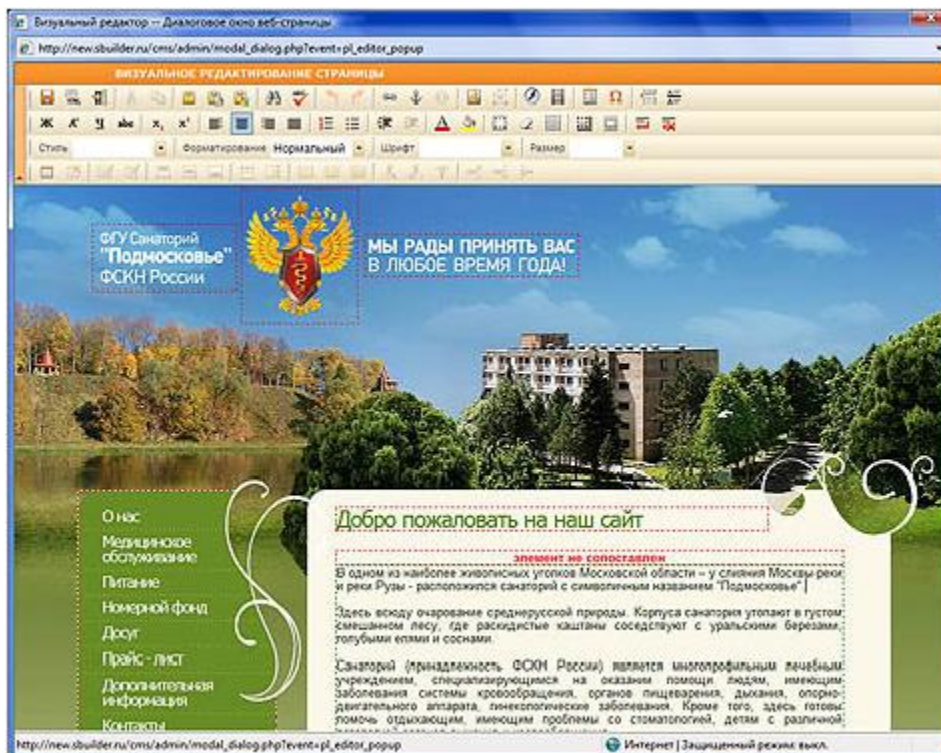 Визуальный редактор -- Диалоговое окно веб-страницы
http://new.sbuilder.ru/cms/admin/modal_dialog.php?event=pl_editor_popup
ВИЗУАЛЬНОЕ РЕДАКТИРОВАНИЕ СТРАНИЦЫ
Ж К Ч abc x, x'
Стиль Форматирование Нормальный Шрифт Размер
ФГУ Санаторий
"Подмосковье"
ФСКН России
МЫ РАДЫ ПРИНЯТЬ ВАС
В ЛЮБОЕ ВРЕМЯ ГОДА!
О нас
Медицинское
обслуживание
Питание
Номерной фонд
Досуг
Прайс - лист
Дополнительная
информация
Контакты
Добро пожаловать на наш сайт
элемент не сопоставлен
В одном из наиболее живописных уголков Московской области – у слияния Москвы-реки
и реки Рузы - расположился санаторий с символичным названием "Подмосковье"
Здесь всюду очарование среднерусской природы. Корпуса санатория утопают в густом
смешанном лесу, где раскидистые каштаны соседствуют с уральскими березами,
голубыми елями и соснами.
Санаторий (принадлежность ФСКН России) является многопрофильным лечебным
учреждением, специализирующимся на оказании помощи людям, имеющим
заболевания системы кровообращения, органов пищеварения, дыхания, опорно-
двигательного аппарата, гинекологические заболевания. Кроме того, здесь готовы
помочь отдыхающим, имеющим проблемы со стоматологией, детям с различной
http://new.sbuilder.ru/cms/admin/modal_dialog.php?event=pl_editor_popup
Интернет | Защищенный режим: выкл.